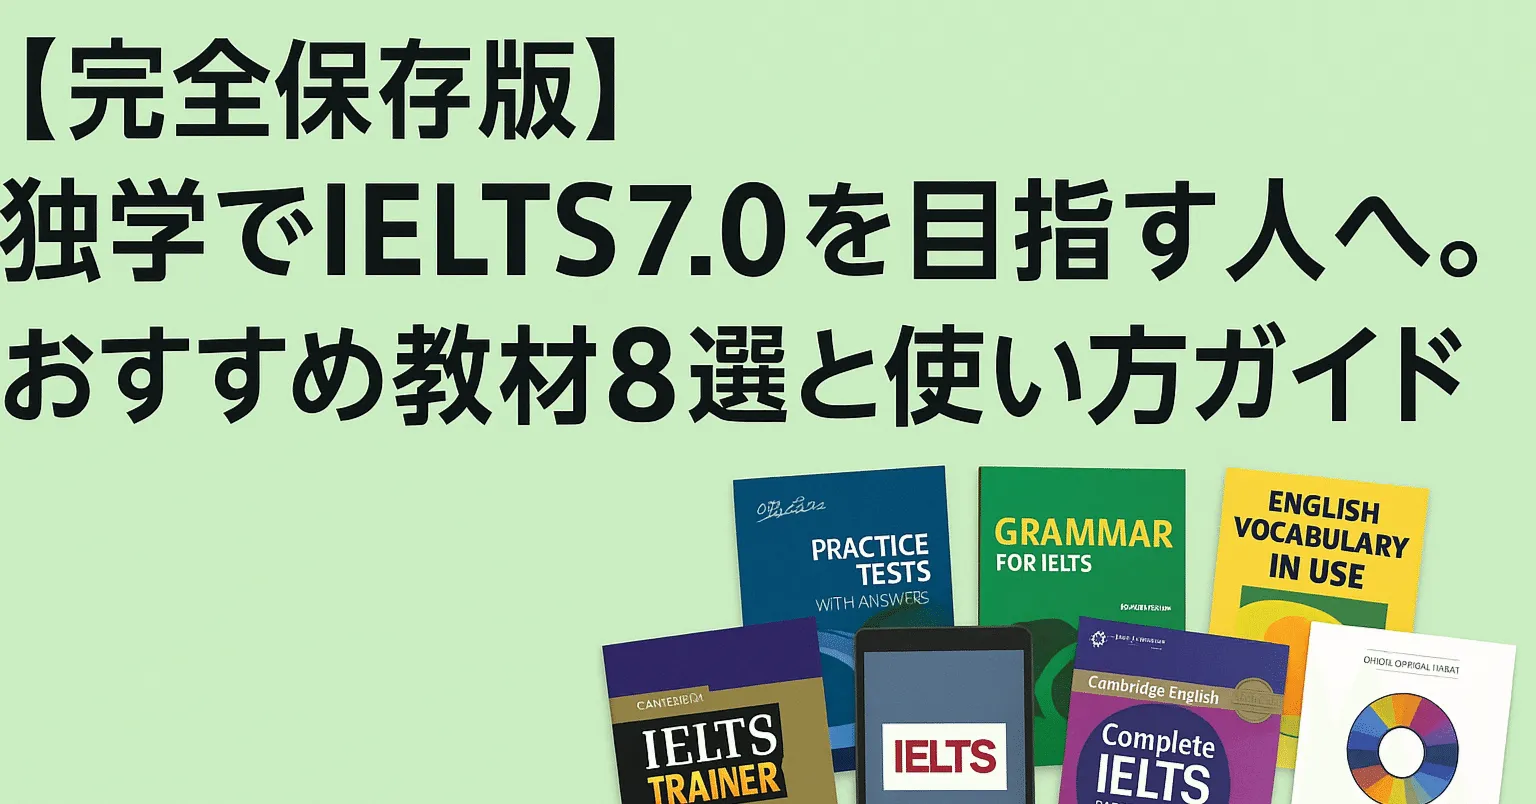 【完全保存版】
独学でIELTS7.0を目指す人へ。
おすすめ教材8選と使い方ガイド
PRACTICE
TESTS
WITH ANSWERS
GRAMMAR
FOR IELTS
ENGLISH
VOCABULARY
IN USE
IELTS
TRAINER
IELTS
Cambridge English
Complete
IELTS